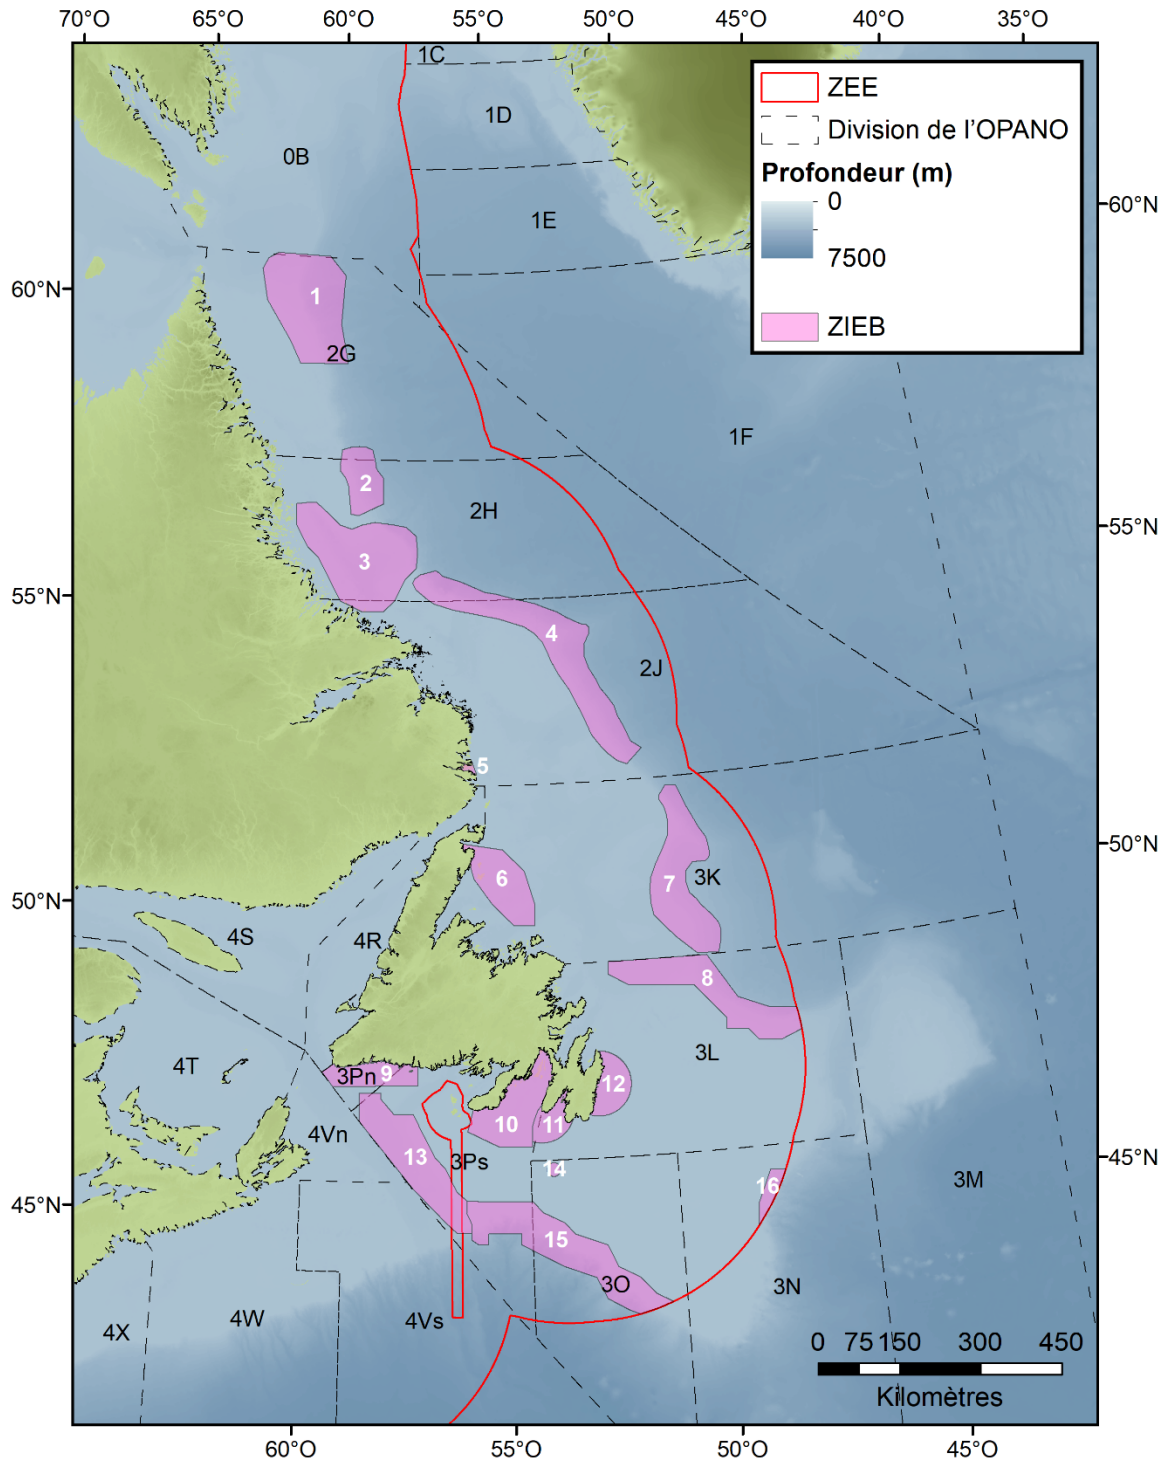 70°O 65°O 60°O 55°O 50°O 45°O 40°O 35°O
1C
ZEE
1D
Division de l'OPANO
0B
Profondeur (m)
0
60°N
1E
7500
60°N
1
ZIEB
2G
1F
2
2H
55°N
3
55°N
4
2J
5
50°N
6
7
3K
50°N
4S
4R
8
3L
4T
3Pn
9
12
10
11
4Vn
13
3Ps
14
45°N
16
3M
45°N
15
3O
3N
4X
4W
4Vs
0 75 150 300 450
Kilomètres
60°O 55°O 50°O 45°O